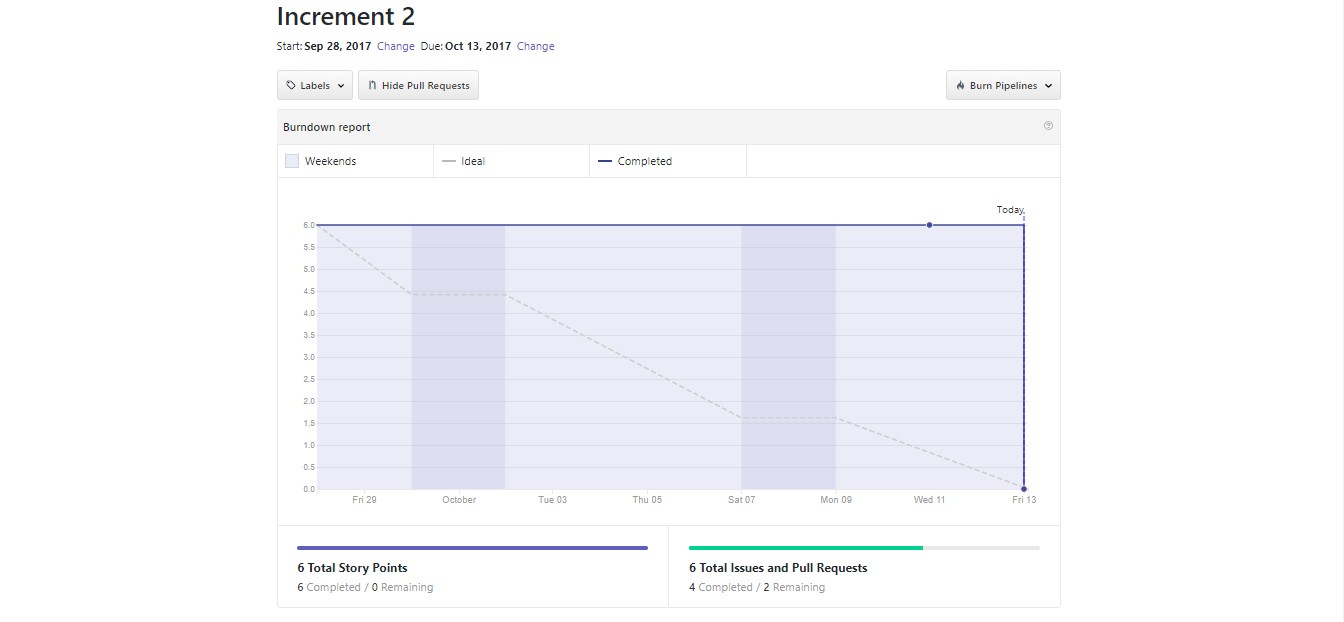 Increment 2
Start: Sep 28, 2017 Change Due: Oct 13, 2017 Change
Labels Hide Pull Requests Burn Pipelines
Burndown report
Weekends Ideal Completed
Today
6.0
5.5
5.0
4.5
4.0
3.5
3.0
2.5
2.0
1.5
1.0
0.5
0.0
Fri 29 October Tue 03 Thu 05 Sat 07 Mon 09 Wed 11 Fri 13
6 Total Story Points
6 Completed / 0 Remaining
6 Total Issues and Pull Requests
4 Completed / 2 Remaining